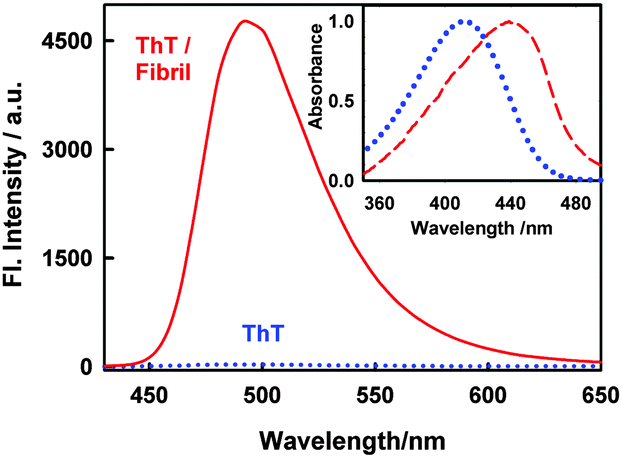 4500
3000
1500
0
Fl. Intensity / a.u.
ThT /
Fibril
ThT
450 500 550 600 650
Wavelength/nm
1.0
0.5
0.0
Absorbance
360 400 440 480
Wavelength /nm